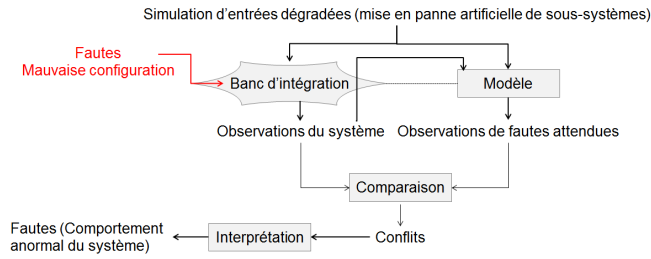 Simulation d'entrées dégradées (mise en panne artificielle de sous-systèmes)
Fautes
Mauvaise configuration
Banc d'intégration
Modèle
Observations du système
Observations de fautes attendues
Comparaison
Fautes (Comportement
anormal du système)
Interprétation
Conflits